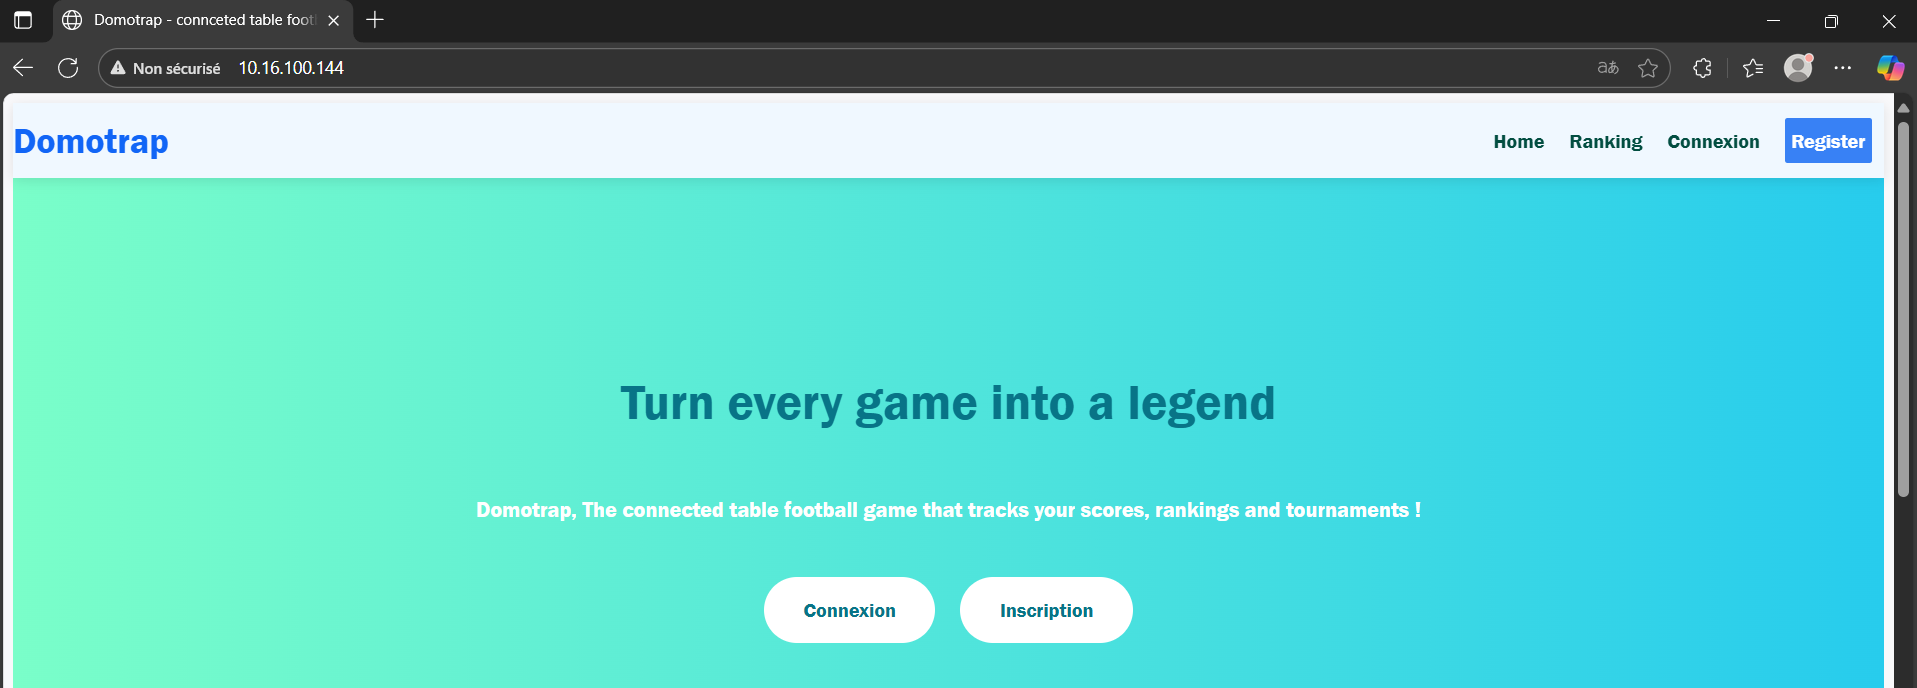 Domotrap - connceted table foot
Non sécurisé 10.16.100.144
Domotrap
Home Ranking Connexion Register
Turn every game into a legend
Domotrap, The connected table football game that tracks your scores, rankings and tournaments !
Connexion Inscription